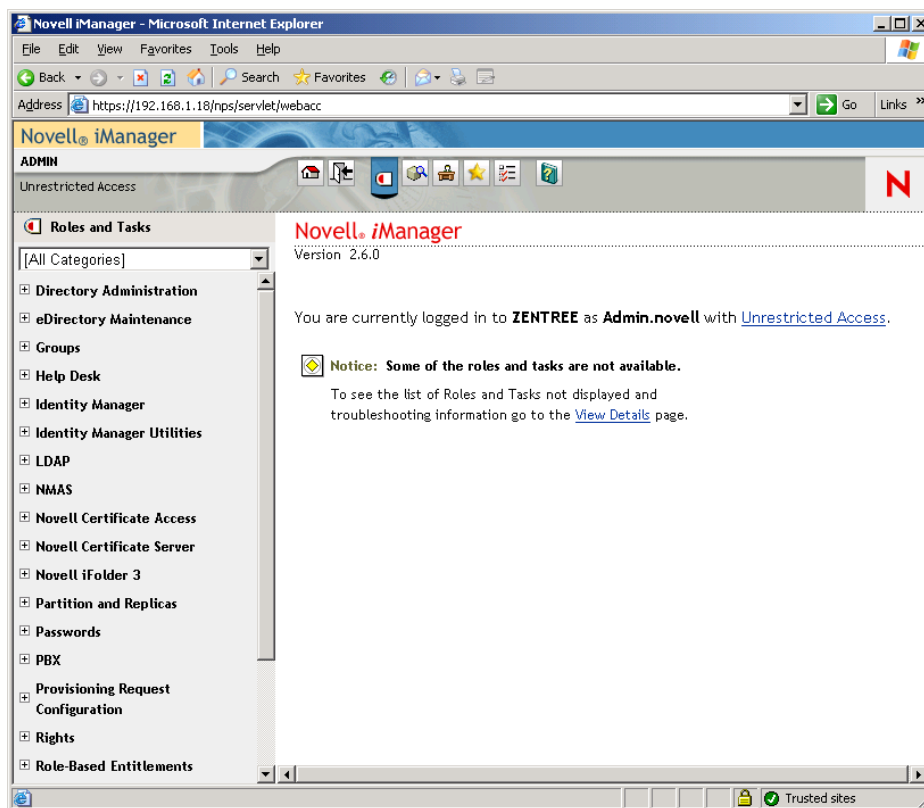 Novell iManager - Microsoft Internet Explorer
File Edit View Favorites Tools Help
Back Search Favorites
Address https://192.168.1.18/nps/servlet/webacc Go Links »
Novell® iManager
ADMIN
Unrestricted Access
N
Roles and Tasks
[All Categories]
Directory Administration
eDirectory Maintenance
Groups
Help Desk
Identity Manager
Identity Manager Utilities
LDAP
NMAS
Novell Certificate Access
Novell Certificate Server
Novell iFolder 3
Partition and Replicas
Passwords
PBX
Provisioning Request
Configuration
Rights
Role-Based Entitlements
Novell® iManager
Version 2.6.0
You are currently logged in to ZENTREE as Admin.novell with Unrestricted Access.
Notice: Some of the roles and tasks are not available.
To see the list of Roles and Tasks not displayed and
troubleshooting information go to the View Details page.
Trusted sites